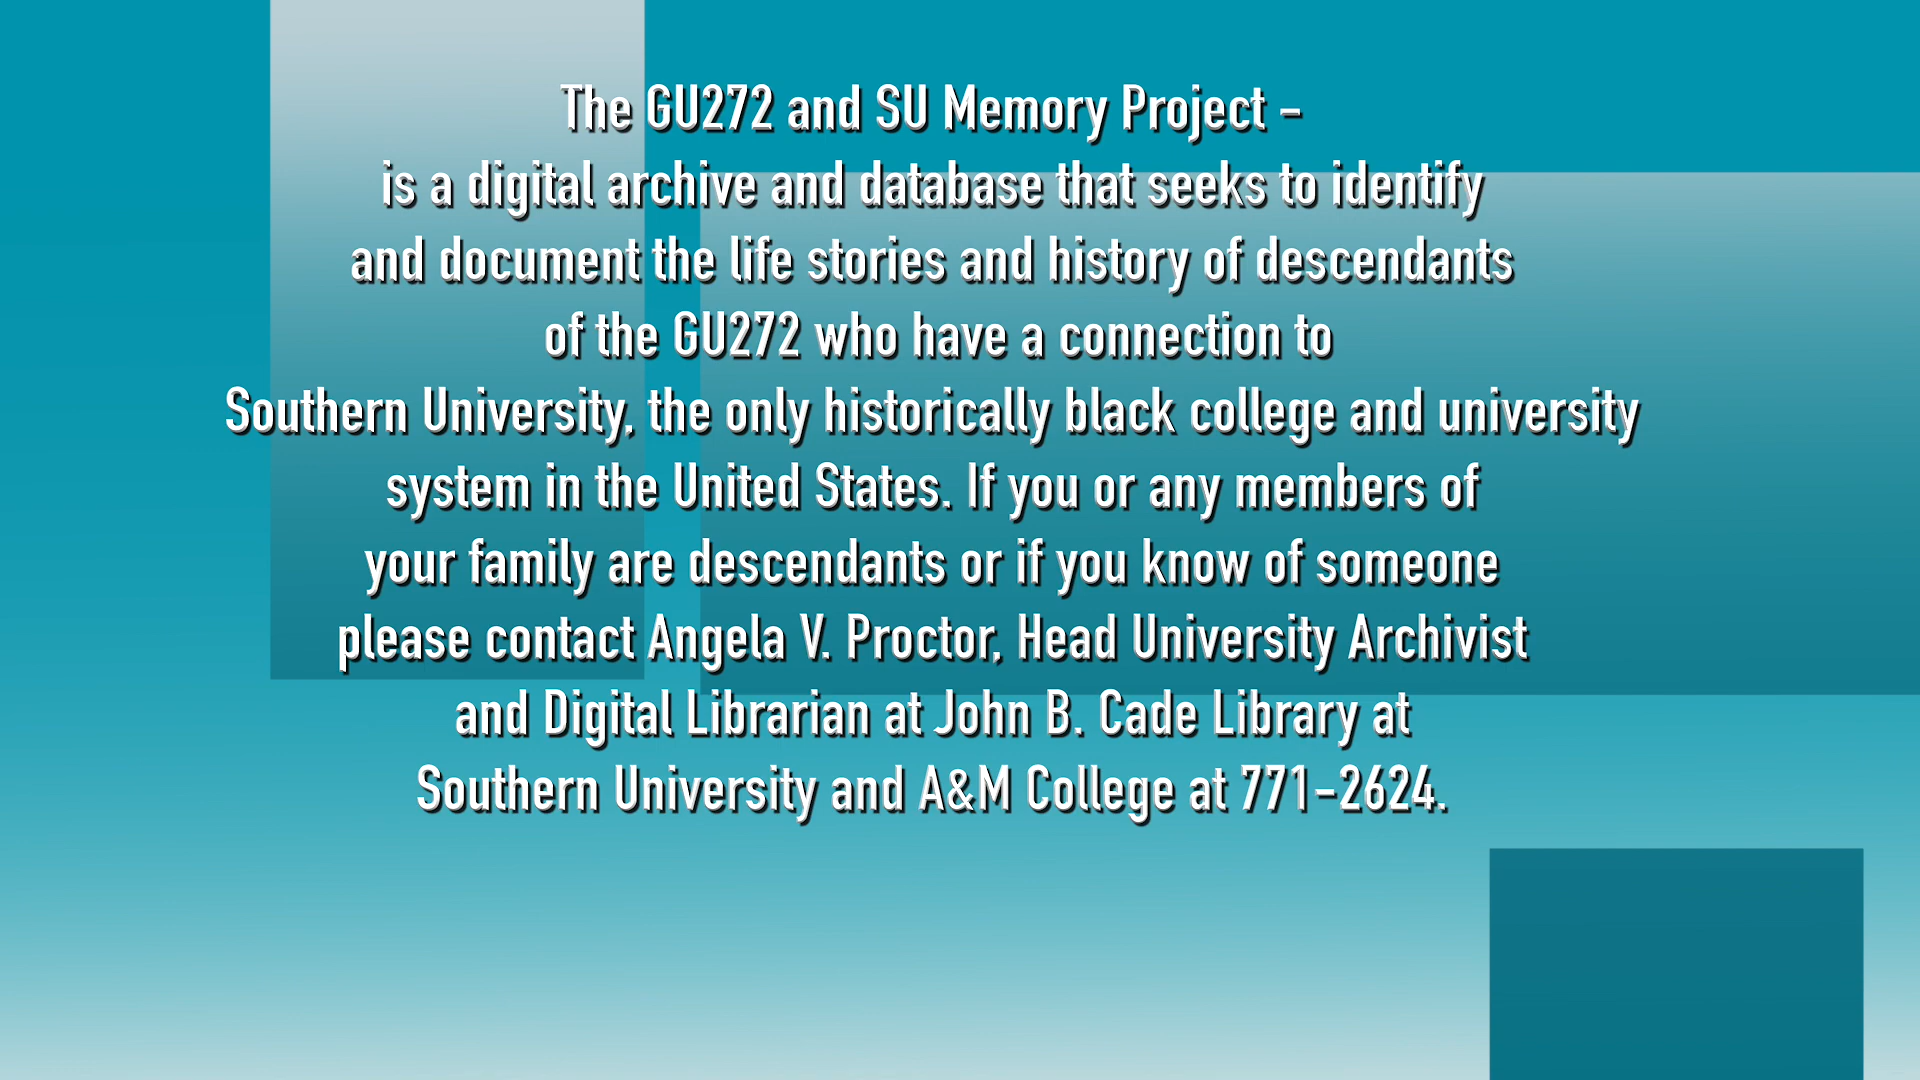 The GU272 and SU Memory Project –
is a digital archive and database that seeks to identify
and document the life stories and history of descendants
of the GU272 who have a connection to
Southern University, the only historically black college and university
system in the United States. If you or any members of
your family are descendants or if you know of someone
please contact Angela V. Proctor, Head University Archivist
and Digital Librarian at John B. Cade Library at
Southern University and A&M College at 771-2624.